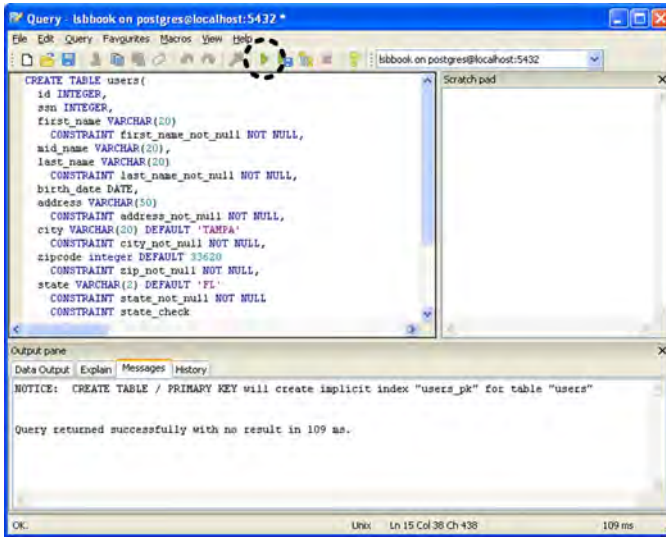 Query - lsbbook on postgres@localhost:5432 *
File Edit Query Favourites Macros View Help
lsbbook on postgres@localhost:5432
CREATE TABLE users(
id INTEGER,
ssn INTEGER,
first_name VARCHAR(20)
CONSTRAINT first_name_not_null NOT NULL,
mid_name VARCHAR(20),
last_name VARCHAR(20)
CONSTRAINT last_name_not_null NOT NULL,
birth_date DATE,
address VARCHAR(50)
CONSTRAINT address_not_null NOT NULL,
city VARCHAR(20) DEFAULT 'TAMPA'
CONSTRAINT city_not_null NOT NULL,
zipcode integer DEFAULT 33620
CONSTRAINT zip_not_null NOT NULL,
state VARCHAR(2) DEFAULT 'FL'
CONSTRAINT state_not_null NOT NULL
CONSTRAINT state_check
Scratch pad
Output pane
Data Output Explain Messages History
NOTICE: CREATE TABLE / PRIMARY KEY will create implicit index "users_pk" for table "users"
Query returned successfully with no result in 109 ms.
OK.
Unix Ln 15 Col 38 Ch 438
109 ms